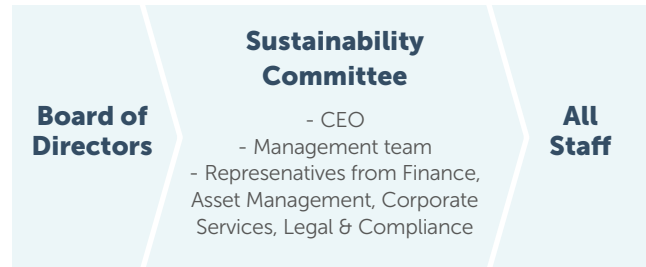 Board of
Directors
Sustainability
Committee
- CEO
- Management team
- Represenatives from Finance,
Asset Management, Corporate
Services, Legal & Compliance
All
Staff